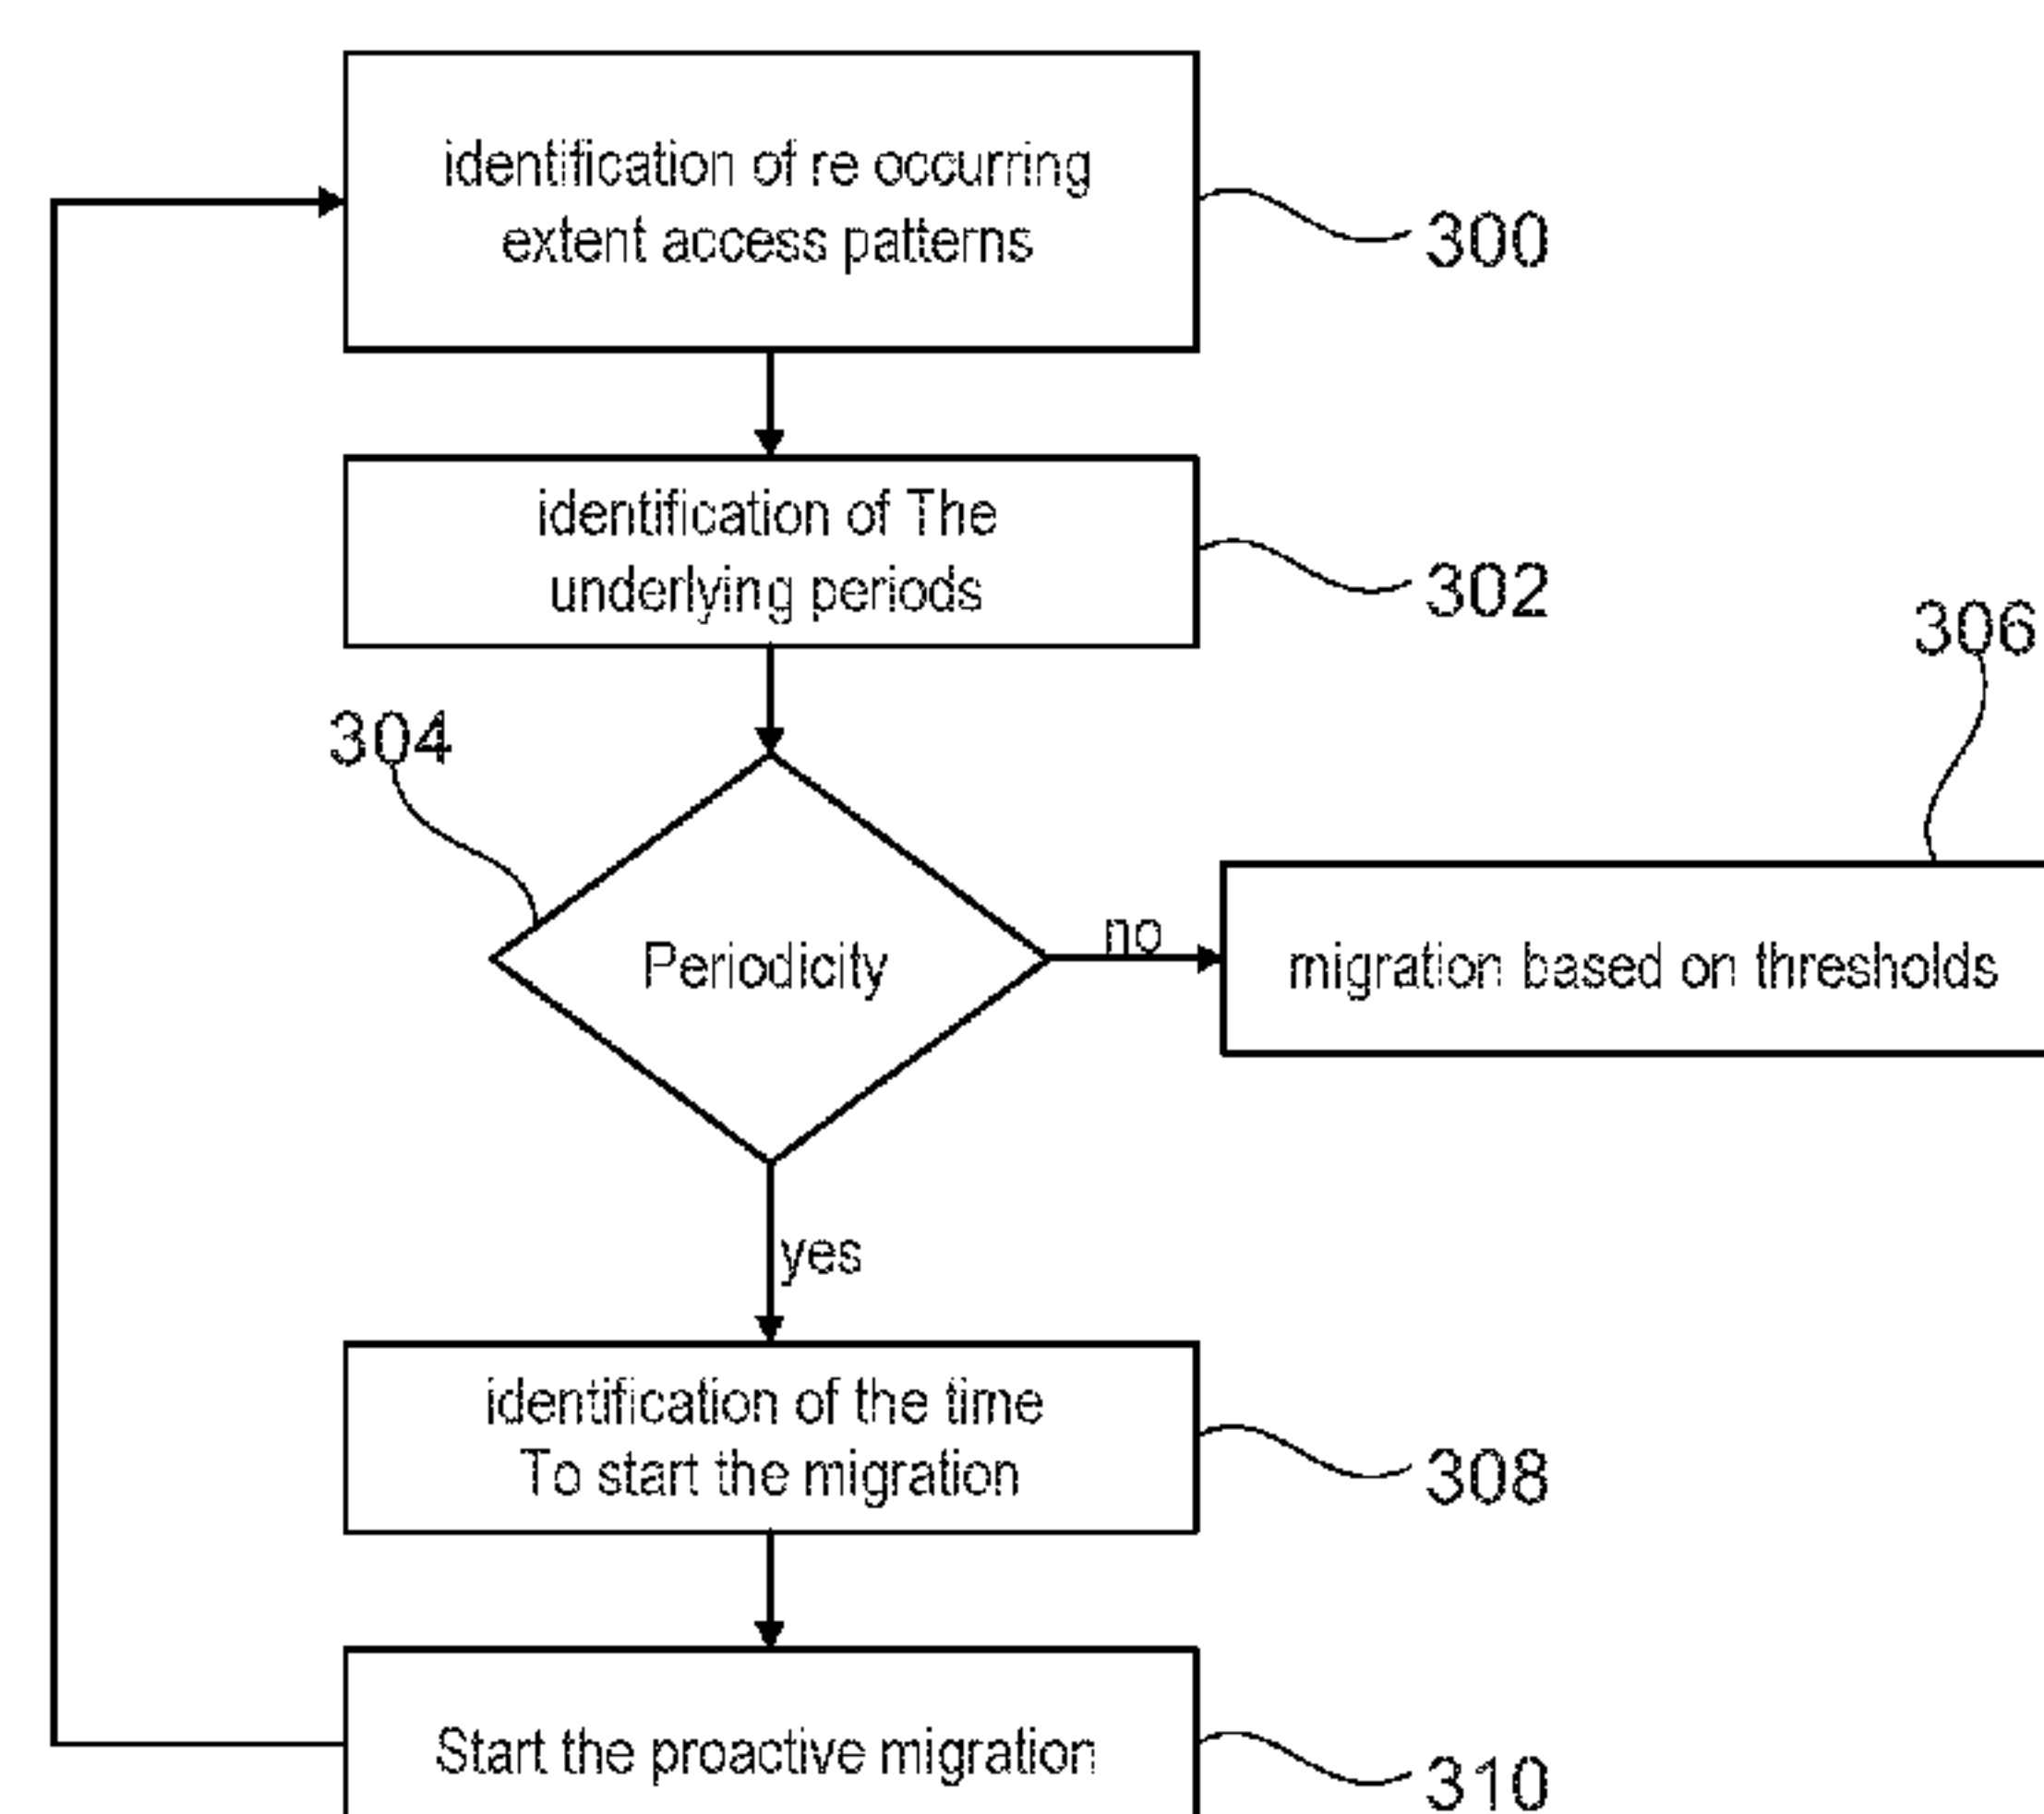 identification of re occurring
extent access patterns
300
identification of The
underlying periods
302
306
304
Periodicity
no
migration based on thresholds
yes
identification of the time
To start the migration
308
Start the proactive migration
310